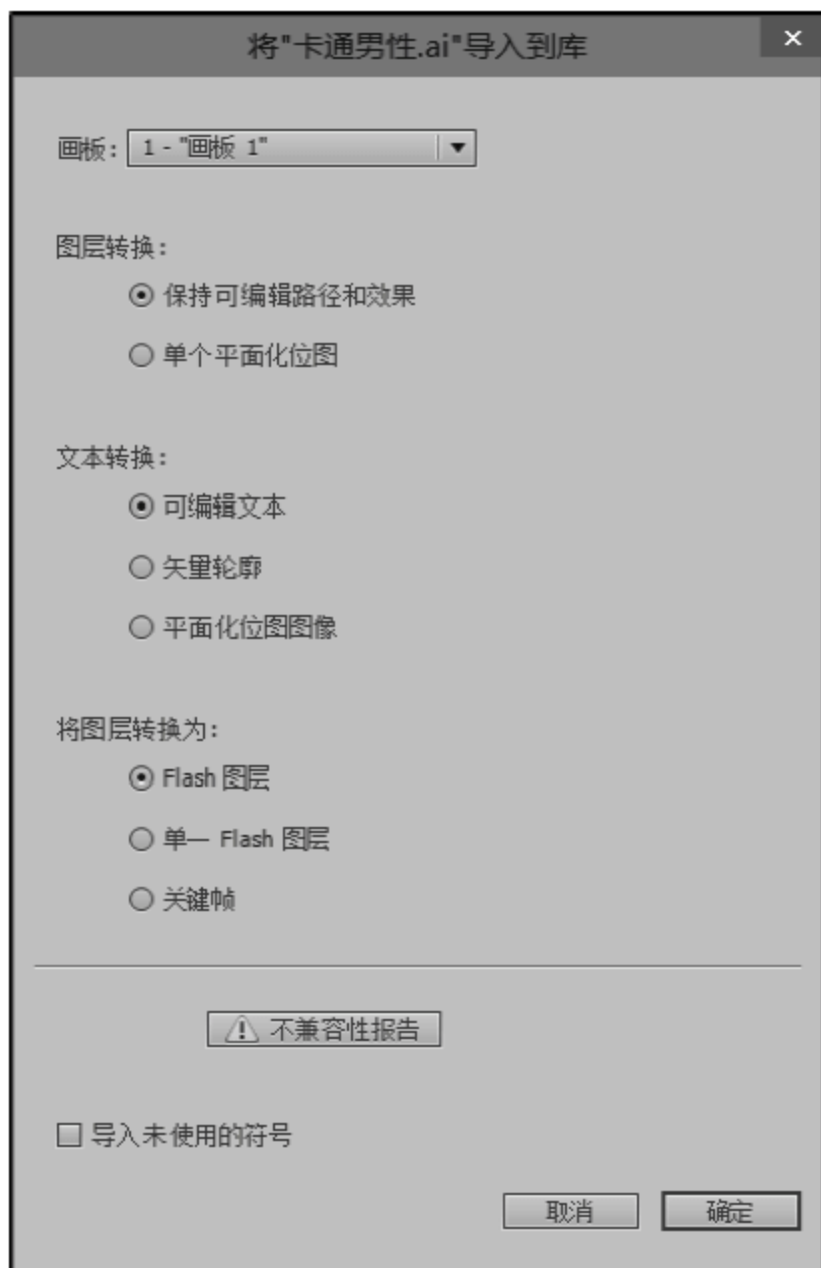 将"卡通男性.ai"导入到库
画板: 1 - "画板 1"
图层转换:
保持可编辑路径和效果
单个平面化位图
文本转换:
可编辑文本
矢量轮廓
平面化位图图像
将图层转换为:
Flash 图层
单一 Flash 图层
关键帧
不兼容性报告
导入未使用的符号
取消 确定